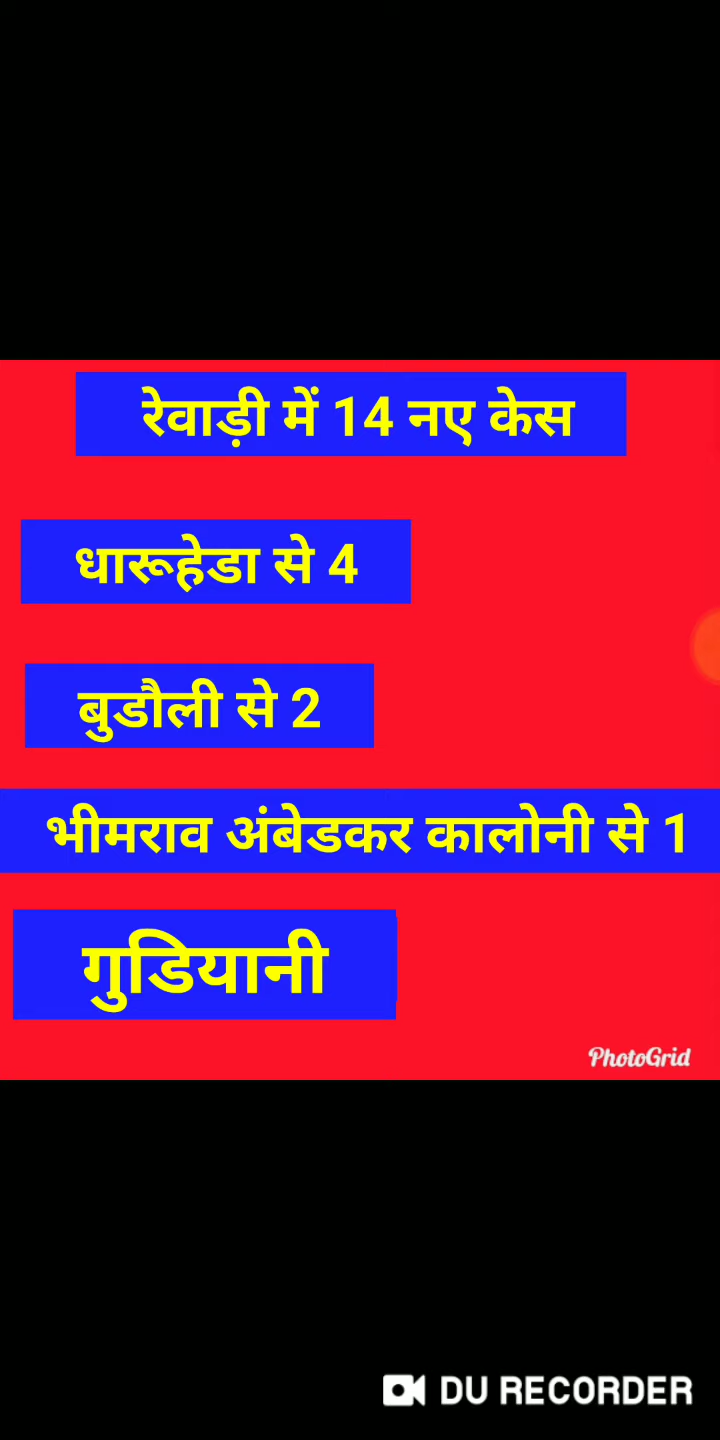 रेवाड़ी में 14 नए केस
धारूहेडा से 4
बुडौली से 2
भीमराव अंबेडकर कालोनी से 1
गुडियानी
PhotoGrid
DU RECORDER